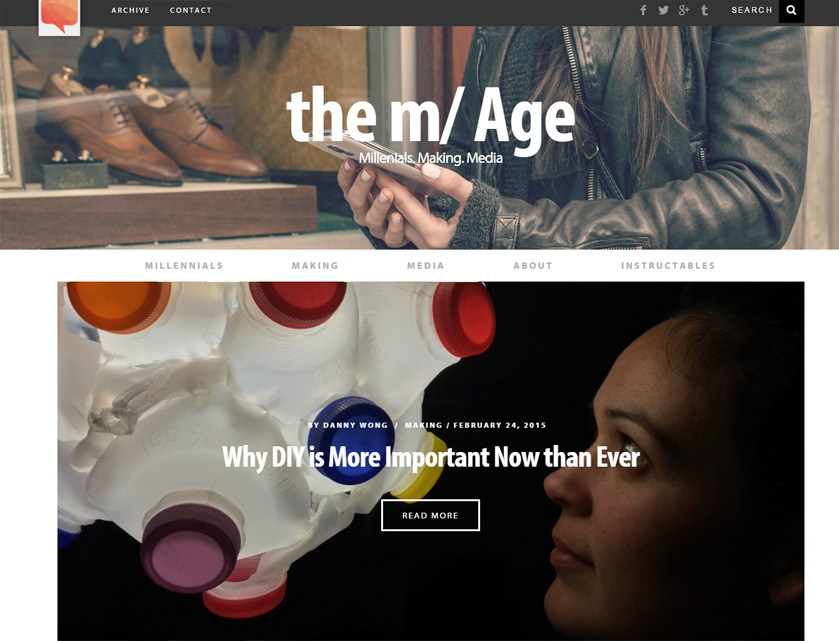 ARCHIVE CONTACT SEARCH
the m/ Age
Millenials. Making. Media
MILLENNIALS MAKING MEDIA ABOUT INSTRUCTABLES
BY DANNY WONG / MAKING / FEBRUARY 24, 2015
Why DIY is More Important Now than Ever
READ MORE